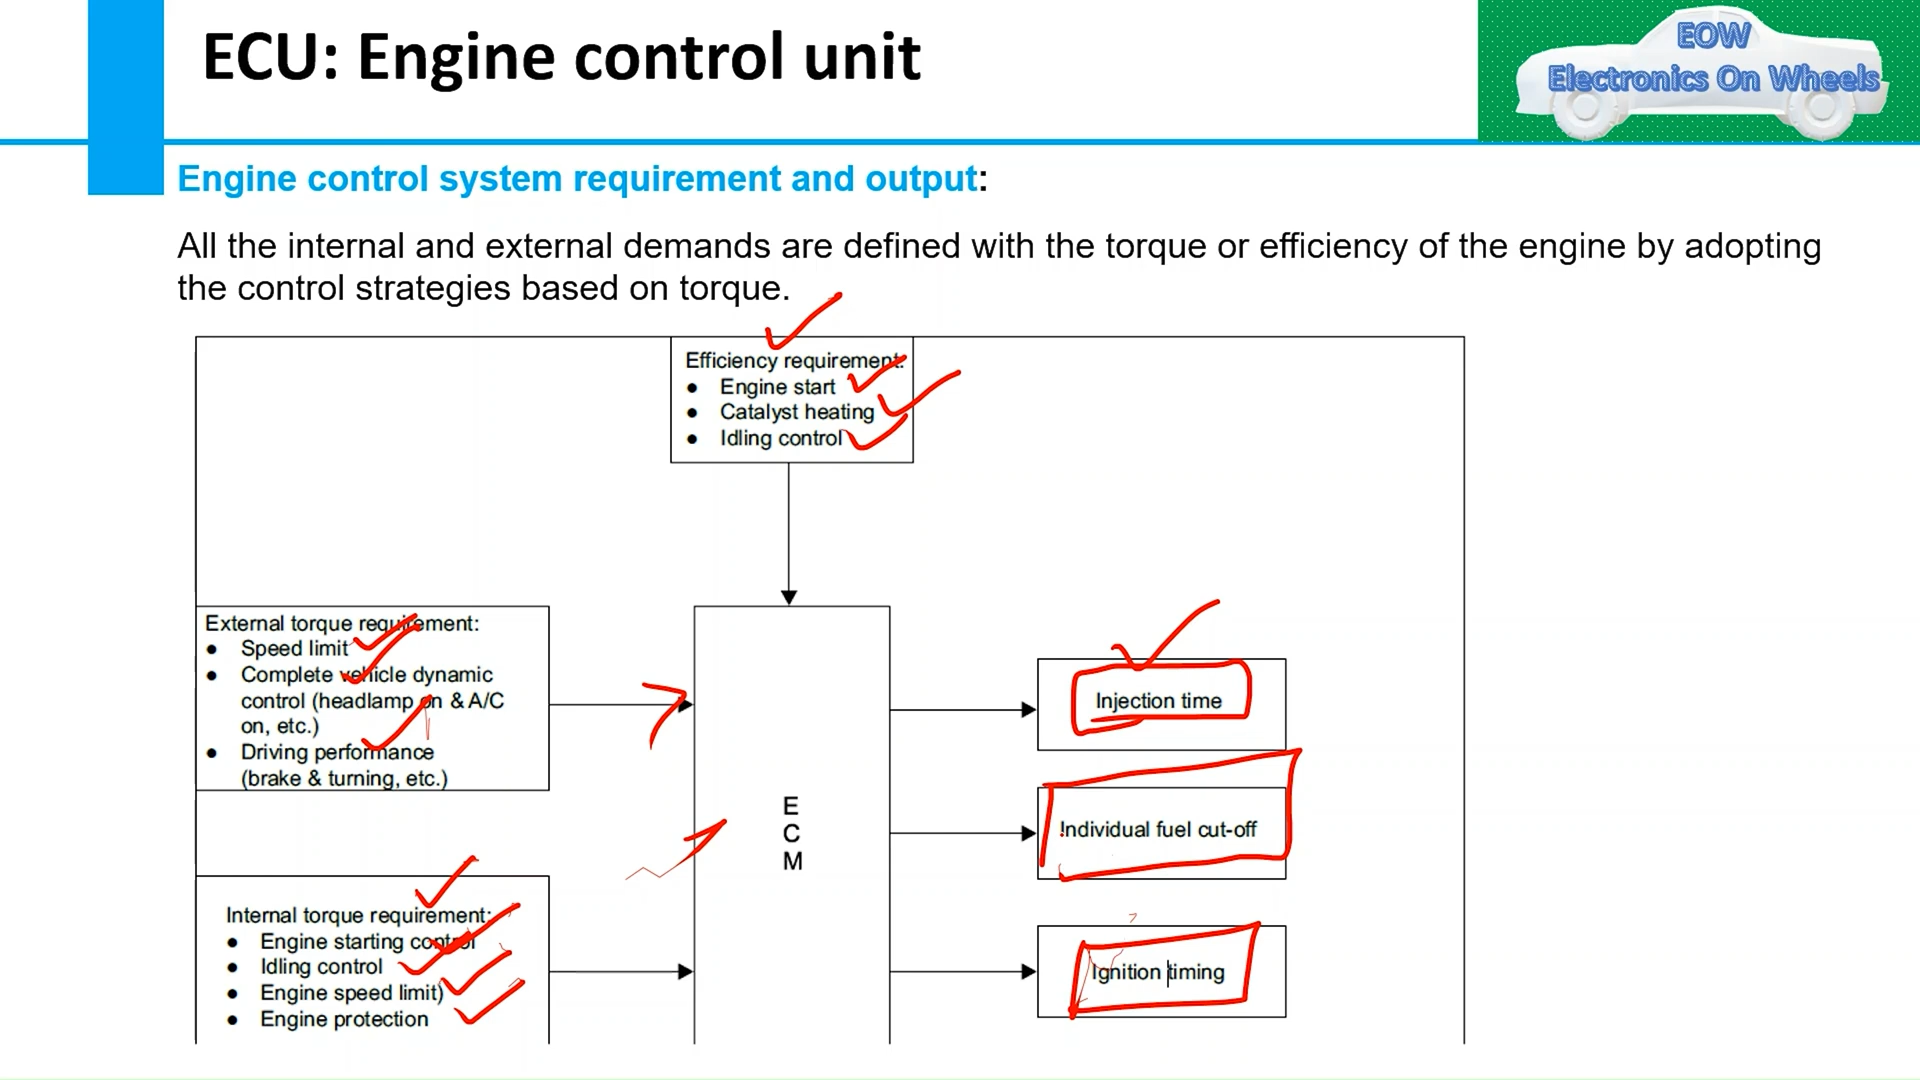 ECU: Engine control unit
EOW
Electronics On Wheels
Engine control system requirement and output:
All the internal and external demands are defined with the torque or efficiency of the engine by adopting
the control strategies based on torque.
Efficiency requirement:
● Engine start
● Catalyst heating
● Idling control
External torque requirement:
● Speed limit
● Complete vehicle dynamic
control (headlamp on & A/C
on, etc.)
● Driving performance
(brake & turning, etc.)
Internal torque requirement:
● Engine starting control
● Idling control
● Engine speed limit)
● Engine protection
E
C
M
Injection time
Individual fuel cut-off
Ignition timing